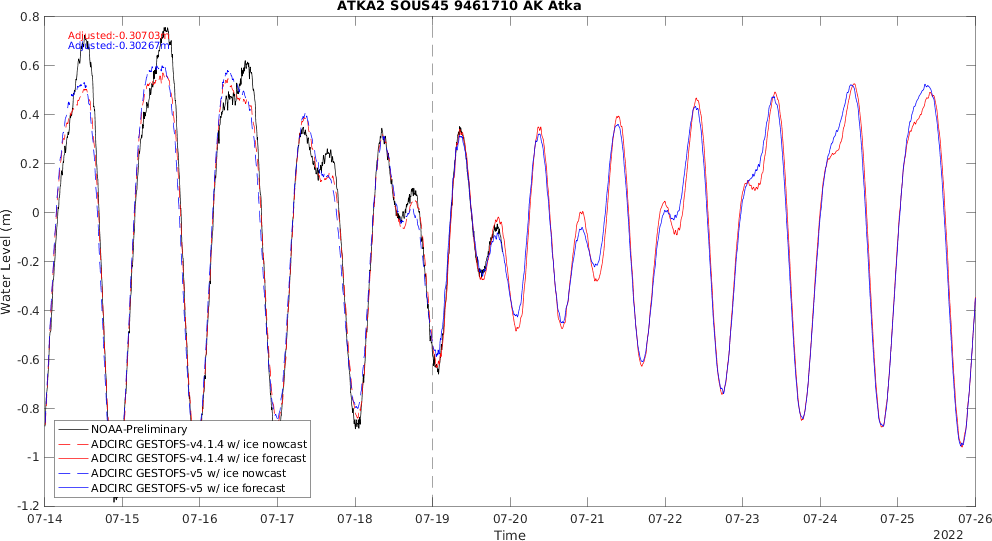 ATKA2 SOUS45 9461710 AK Atka
Adjusted:-0.30703m
Adjusted:-0.30267m
Water Level (m)
0.8
0.6
0.4
0.2
0
-0.2
-0.4
-0.6
-0.8
-1
-1.2
NOAA-Preliminary
ADCIRC GESTOFS-v4.1.4 w/ ice nowcast
ADCIRC GESTOFS-v4.1.4 w/ ice forecast
ADCIRC GESTOFS-v5 w/ ice nowcast
ADCIRC GESTOFS-v5 w/ ice forecast
07-14 07-15 07-16 07-17 07-18 07-19 07-20 07-21 07-22 07-23 07-24 07-25 07-26
Time
2022